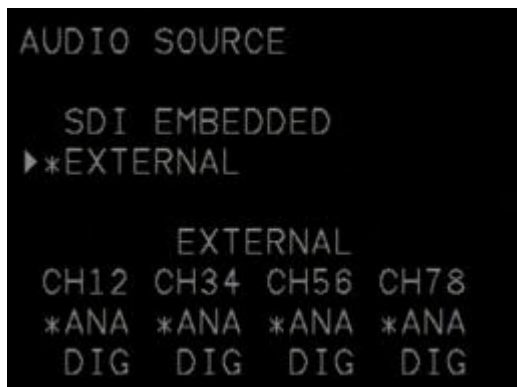 AUDIO SOURCE
SDI EMBEDDED
▶*EXTERNAL
EXTERNAL
CH12 CH34 CH56 CH78
*ANA *ANA *ANA *ANA
DIG DIG DIG DIG